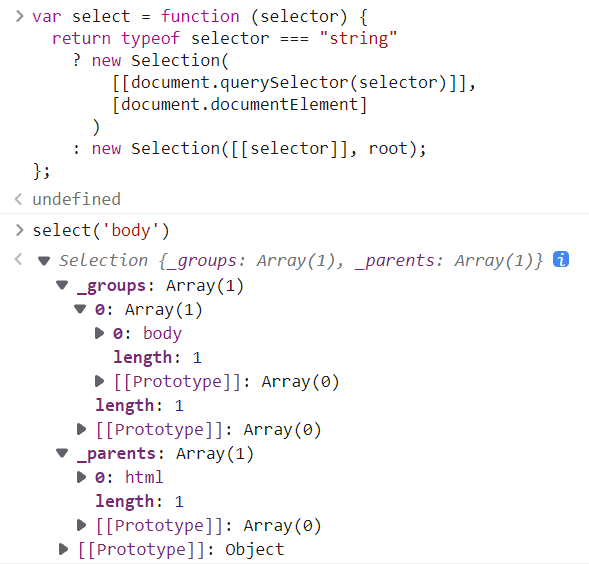 > var select = function (selector) {
return typeof selector === "string"
? new Selection(
[[document.querySelector(selector)]],
[document.documentElement]
)
: new Selection([[selector]], root);
};
< undefined
> select('body')
< ▼ Selection {_groups: Array(1), _parents: Array(1)} i
▼ _groups: Array(1)
▼ 0: Array(1)
▶ 0: body
length: 1
▶ [[Prototype]]: Array(0)
length: 1
▶ [[Prototype]]: Array(0)
▼ _parents: Array(1)
▶ 0: html
length: 1
▶ [[Prototype]]: Array(0)
▶ [[Prototype]]: Object